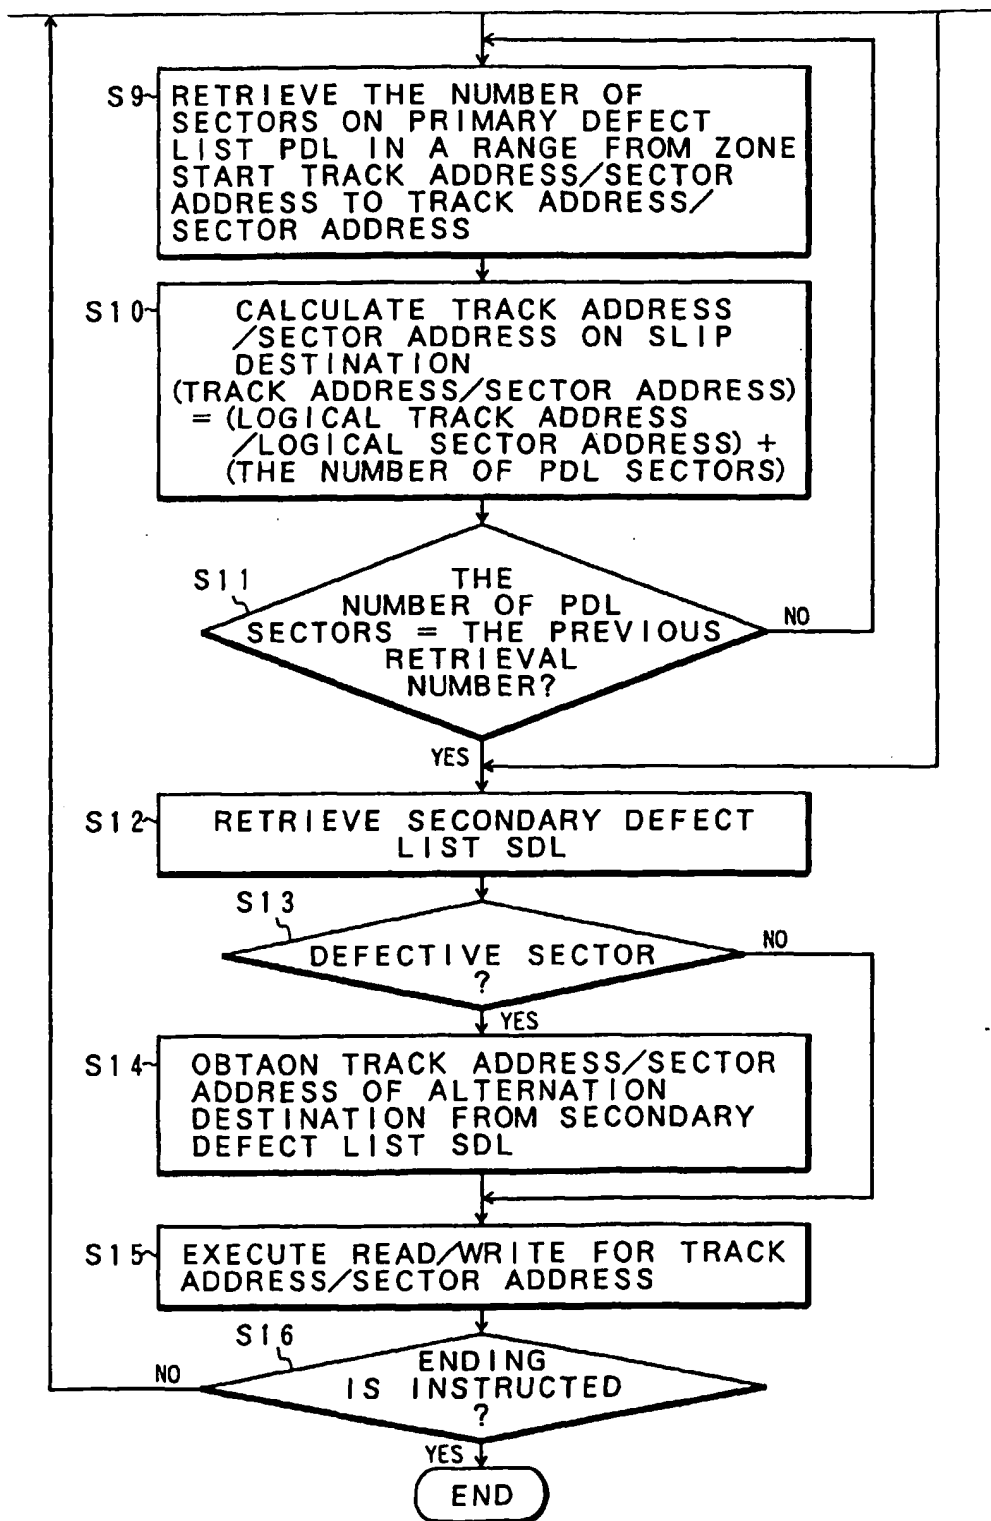 S9
RETRIEVE THE NUMBER OF
SECTORS ON PRIMARY DEFECT
LIST PDL IN A RANGE FROM ZONE
START TRACK ADDRESS/SECTOR
ADDRESS TO TRACK ADDRESS/
SECTOR ADDRESS
S10
CALCULATE TRACK ADDRESS
/SECTOR ADDRESS ON SLIP
DESTINATION
(TRACK ADDRESS/SECTOR ADDRESS)
= (LOGICAL TRACK ADDRESS
/LOGICAL SECTOR ADDRESS) +
(THE NUMBER OF PDL SECTORS)
S11
THE
NUMBER OF PDL
SECTORS = THE PREVIOUS
RETRIEVAL
NUMBER?
NO
YES
S12
RETRIEVE SECONDARY DEFECT
LIST SDL
S13
DEFECTIVE SECTOR
?
NO
YES
S14
OBTAON TRACK ADDRESS/SECTOR
ADDRESS OF ALTERNATION
DESTINATION FROM SECONDARY
DEFECT LIST SDL
S15
EXECUTE READ/WRITE FOR TRACK
ADDRESS/SECTOR ADDRESS
S16
ENDING
IS INSTRUCTED
?
NO
YES
END